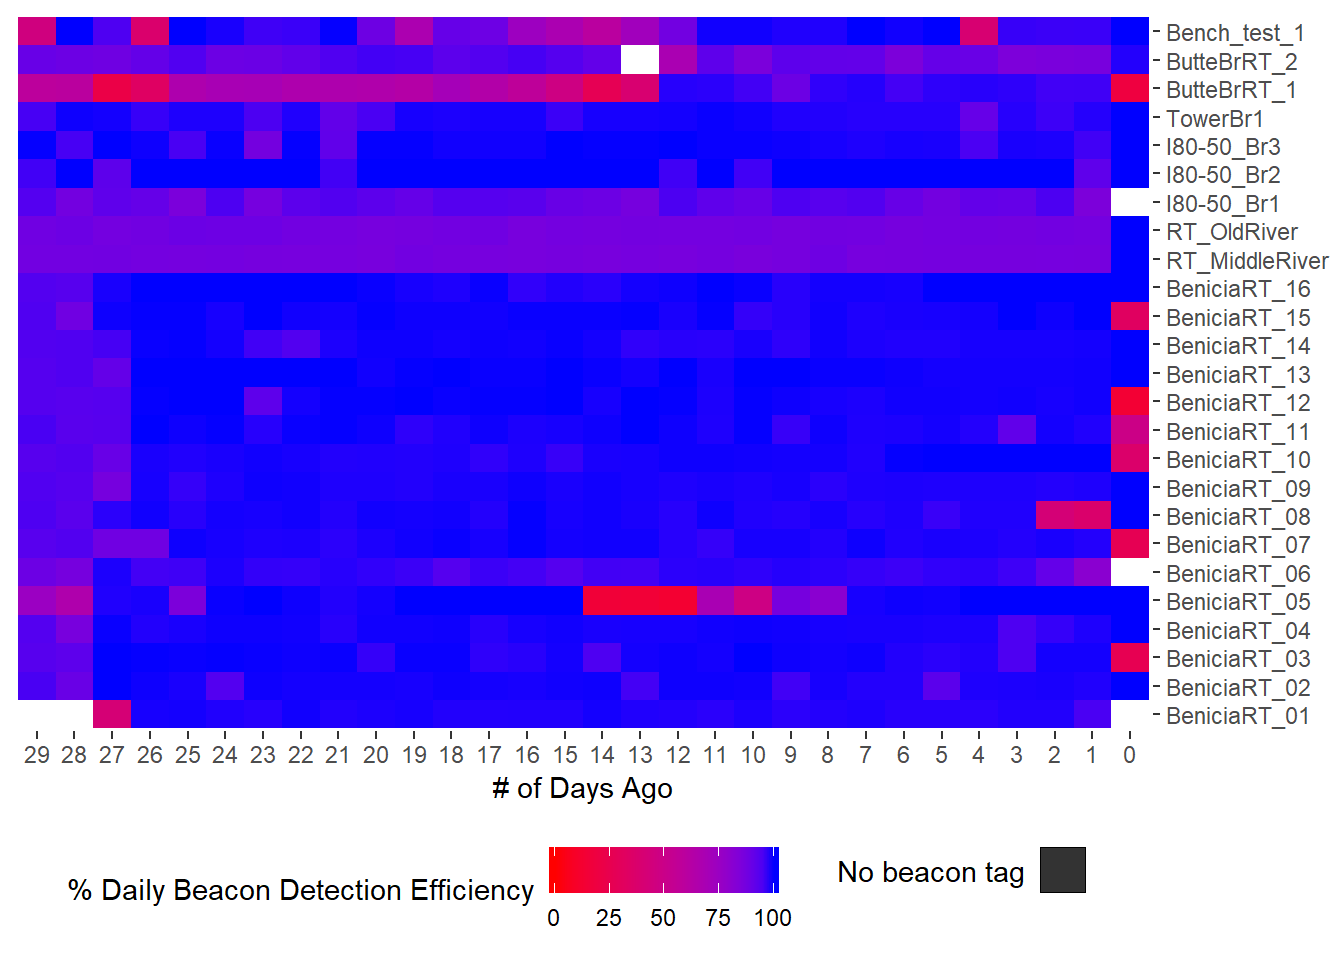 Bench_test_1
ButteBrRT_2
ButteBrRT_1
TowerBr1
I80-50_Br3
I80-50_Br2
I80-50_Br1
RT_OldRiver
RT_MiddleRiver
BeniciaRT_16
BeniciaRT_15
BeniciaRT_14
BeniciaRT_13
BeniciaRT_12
BeniciaRT_11
BeniciaRT_10
BeniciaRT_09
BeniciaRT_08
BeniciaRT_07
BeniciaRT_06
BeniciaRT_05
BeniciaRT_04
BeniciaRT_03
BeniciaRT_02
BeniciaRT_01
29 28 27 26 25 24 23 22 21 20 19 18 17 16 15 14 13 12 11 10 9 8 7 6 5 4 3 2 1 0
# of Days Ago
% Daily Beacon Detection Efficiency
0 25 50 75 100
No beacon tag